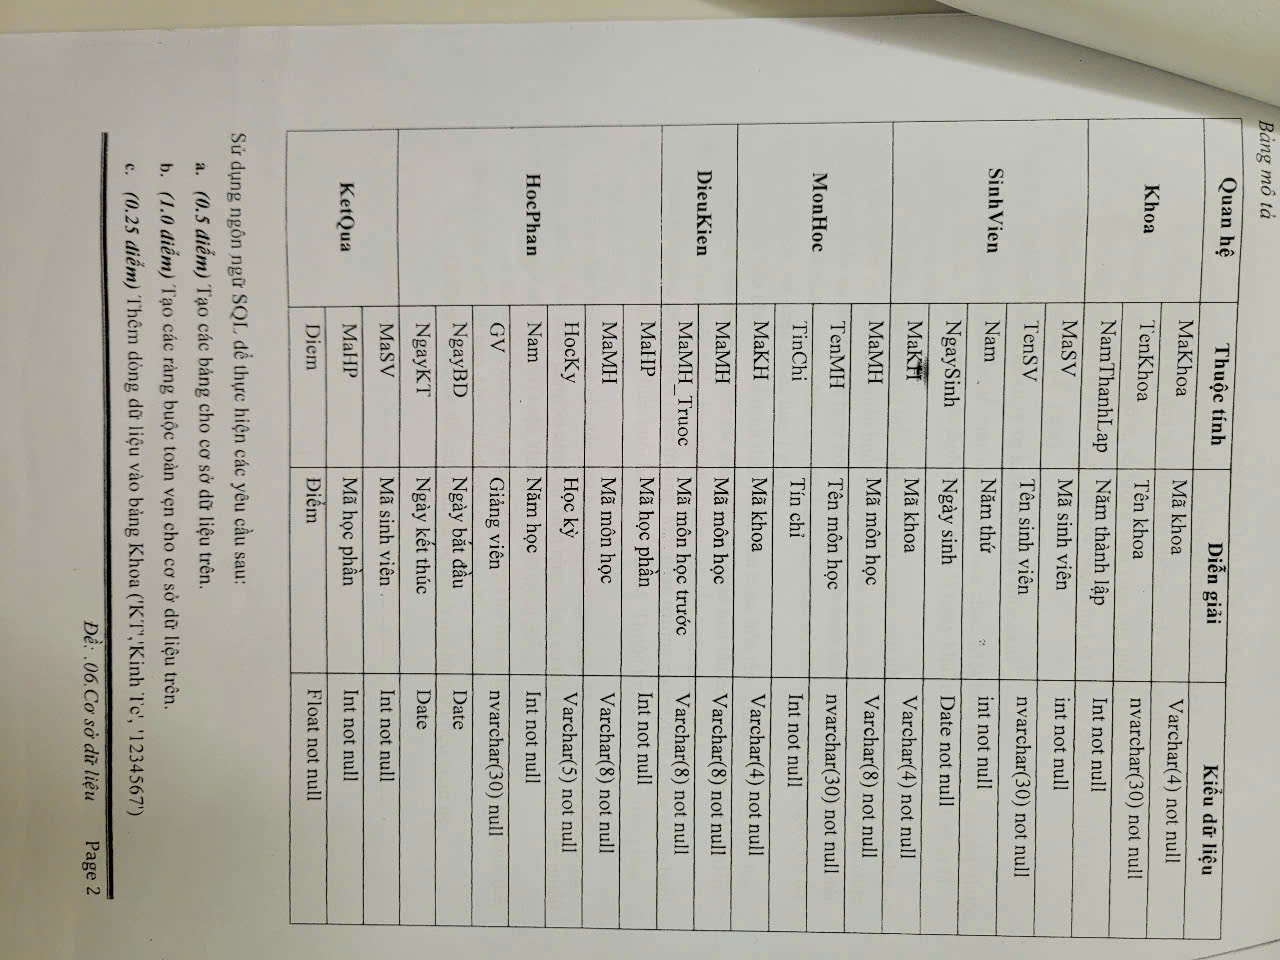 Bảng mô tả
Quan hệ Thuộc tính Diễn giải Kiểu dữ liệu
Khoa MaKhoa Mã khoa Varchar(4) not null
TenKhoa Tên khoa nvarchar(30) not null
NamThanhLap Năm thành lập Int not null
SinhVien MaSV Mã sinh viên int not null
TenSV Tên sinh viên nvarchar(30) not null
Nam Năm thứ int not null
NgaySinh Ngày sinh Date not null
MaKH Mã khoa Varchar(4) not null
MonHoc MaMH Mã môn học Varchar(8) not null
TenMH Tên môn học nvarchar(30) not null
TinChi Tín chỉ Int not null
MaKH Mã khoa Varchar(4) not null
DieuKien MaMH Mã môn học Varchar(8) not null
MaMH_Truoc Mã môn học trước Varchar(8) not null
HocPhan MaHP Mã học phần Int not null
MaMH Mã môn học Varchar(8) not null
HocKy Học kỳ Varchar(5) not null
Nam Năm học Int not null
GV Giảng viên nvarchar(30) null
NgayBD Ngày bắt đầu Date
NgayKT Ngày kết thúc Date
KetQua MaSV Mã sinh viên Int not null
MaHP Mã học phần Int not null
Diem Điểm Float not null
Sử dụng ngôn ngữ SQL để thực hiện các yêu cầu sau:
a. (0.5 điểm) Tạo các bảng cho cơ sở dữ liệu trên.
b. (1.0 điểm) Tạo các ràng buộc toàn vẹn cho cơ sở dữ liệu trên.
c. (0.25 điểm) Thêm dòng dữ liệu vào bảng Khoa ('KT','Kinh Te', '1234567')
Đề: .06.Cơ sở dữ liệu Page 2